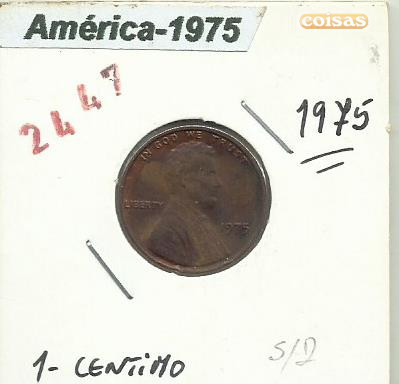 coisas
América-1975
2447
1975
IN GOD WE TRUST
LIBERTY
1975
1- CENTiMO